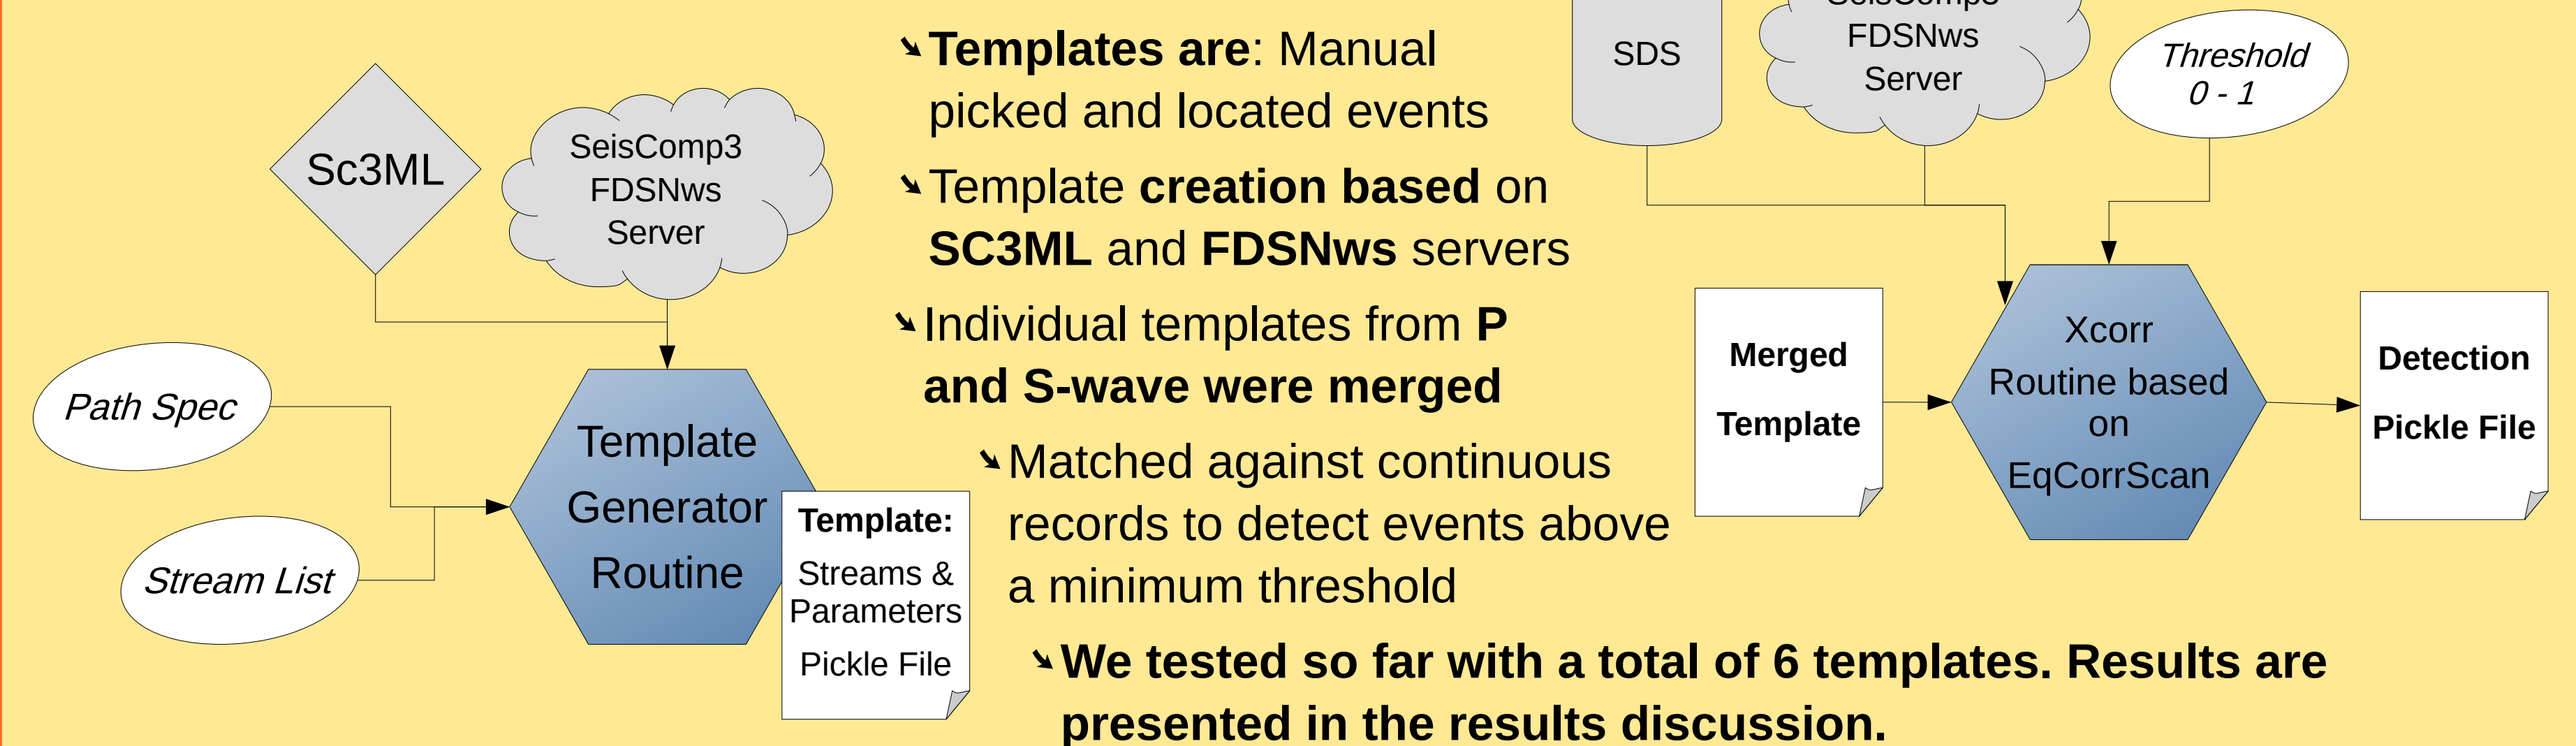 Sc3ML
SeisComp3
FDSNws
Server
Path Spec
Stream List
Template
Generator
Routine
Template:
Streams &
Parameters
Pickle File
Templates are: Manual
picked and located events
Template creation based on
SC3ML and FDSNws servers
Individual templates from P
and S-wave were merged
Matched against continuous
records to detect events above
a minimum threshold
We tested so far with a total of 6 templates. Results are
presented in the results discussion.
SDS
SeisComp3
FDSNws
Server
Threshold
0 - 1
Merged
Template
Xcorr
Routine based
on
EqCorrScan
Detection
Pickle File